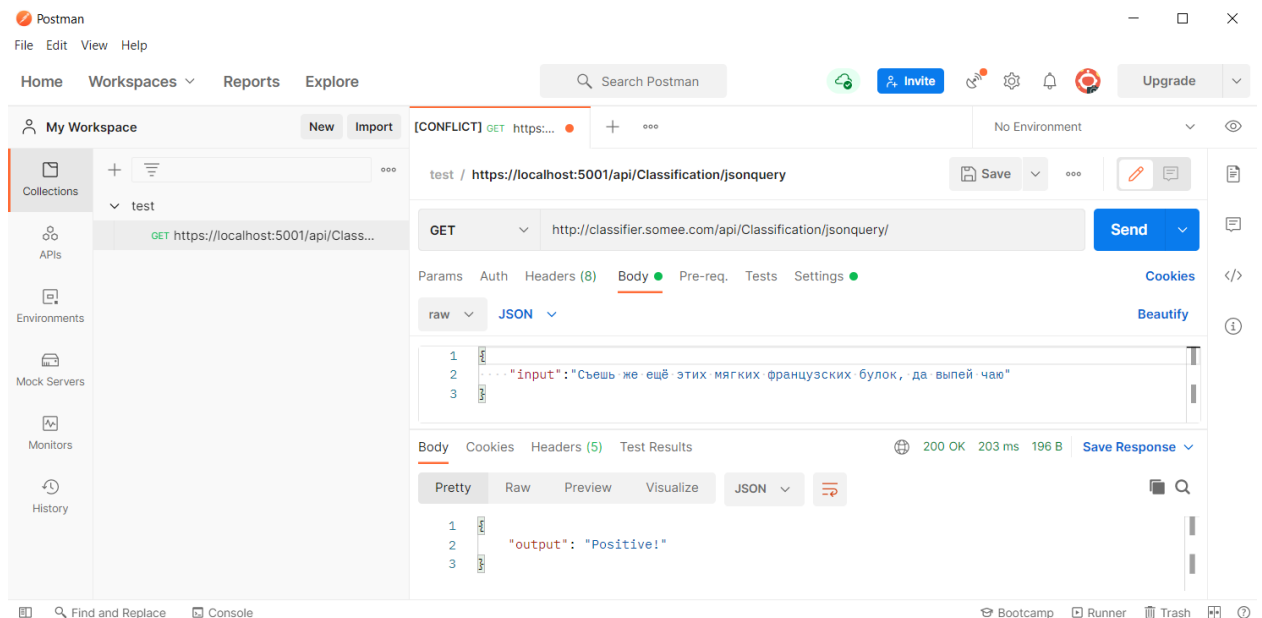 Postman
File Edit View Help
Home Workspaces Reports Explore Search Postman Invite Upgrade
My Workspace New Import [CONFLICT] GET https:... No Environment
Collections
APIs
Environments
Mock Servers
Monitors
History
test
GET https://localhost:5001/api/Class...
test / https://localhost:5001/api/Classification/jsonquery Save
GET http://classifier.somee.com/api/Classification/jsonquery/ Send
Params Auth Headers (8) Body Pre-req. Tests Settings Cookies
raw JSON Beautify
1 {
2 "input":"Съешь же ещё этих мягких французских булок, да выпей чаю"
3 }
Body Cookies Headers (5) Test Results 200 OK 203 ms 196 B Save Response
Pretty Raw Preview Visualize JSON
1 {
2 "output": "Positive!"
3 }
Find and Replace Console Bootcamp Runner Trash